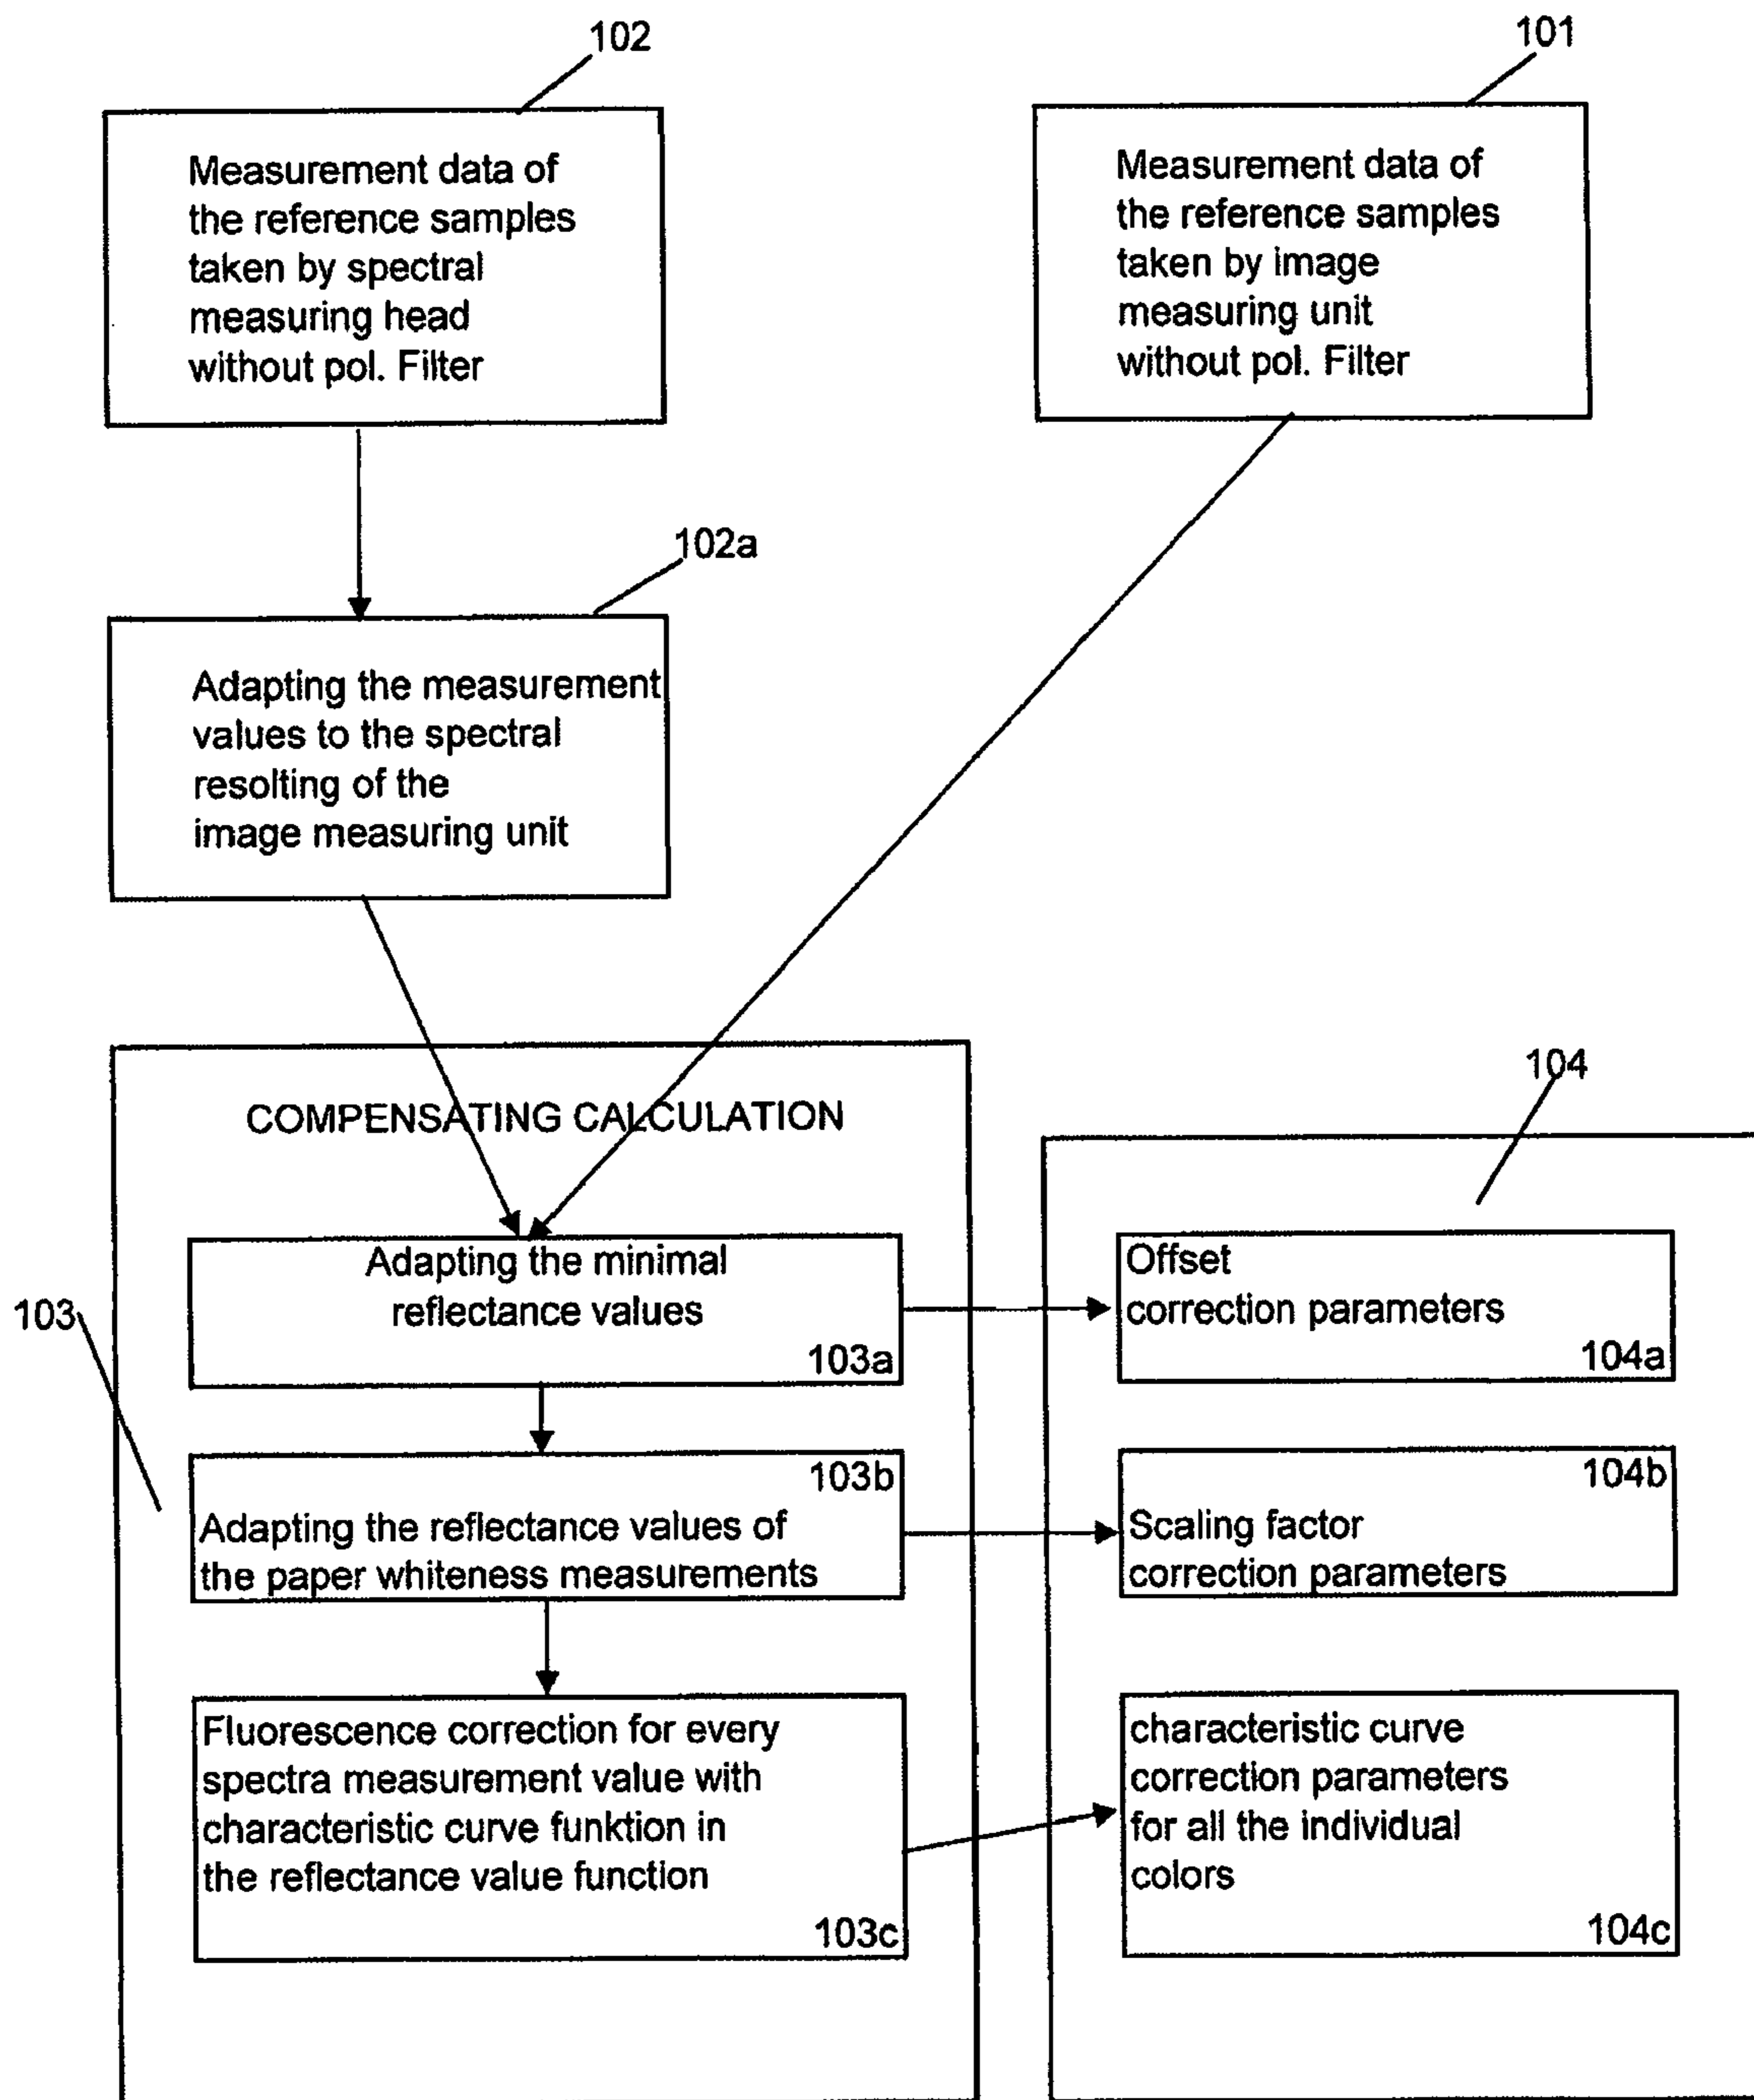 102
Measurement data of
the reference samples
taken by spectral
measuring head
without pol. Filter
101
Measurement data of
the reference samples
taken by image
measuring unit
without pol. Filter
102a
Adapting the measurement
values to the spectral
resolting of the
image measuring unit
COMPENSATING CALCULATION
103
Adapting the minimal
reflectance values
103a
103b
Adapting the reflectance values of
the paper whiteness measurements
Fluorescence correction for every
spectra measurement value with
characteristic curve funktion in
the reflectance value function
103c
104
Offset
correction parameters
104a
104b
Scaling factor
correction parameters
characteristic curve
correction parameters
for all the individual
colors
104c